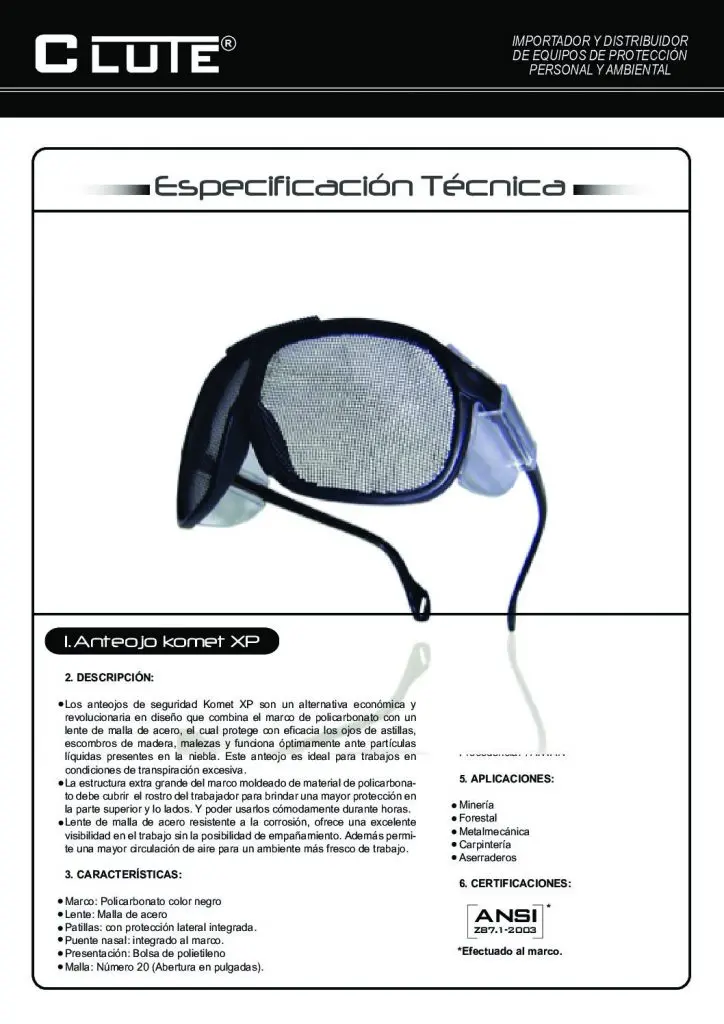 C LUTE®
IMPORTADOR Y DISTRIBUIDOR
DE EQUIPOS DE PROTECCIÓN
PERSONAL Y AMBIENTAL
Especificación Técnica
1.Anteojo komet XP
2. DESCRIPCIÓN:
●Los anteojos de seguridad Komet XP son un alternativa económica y
revolucionaria en diseño que combina el marco de policarbonato con un
lente de malla de acero, el cual protege con eficacia los ojos de astillas,
escombros de madera, malezas y funciona óptimamente ante partículas
líquidas presentes en la niebla. Este anteojo es ideal para trabajos en
condiciones de transpiración excesiva.
●La estructura extra grande del marco moldeado de material de policarbona-
to debe cubrir el rostro del trabajador para brindar una mayor protección en
la parte superior y lo lados. Y poder usarlos cómodamente durante horas.
●Lente de malla de acero resistente a la corrosión, ofrece una excelente
visibilidad en el trabajo sin la posibilidad de empañamiento. Además permi-
te una mayor circulación de aire para un ambiente más fresco de trabajo.
3. CARACTERÍSTICAS:
●Marco: Policarbonato color negro
●Lente: Malla de acero
●Patillas: con protección lateral integrada.
●Puente nasal: integrado al marco.
●Presentación: Bolsa de polietileno
●Malla: Número 20 (Abertura en pulgadas).
5. APLICACIONES:
●Minería
●Forestal
●Metalmecánica
●Carpintería
●Aserraderos
6. CERTIFICACIONES:
ANSI *
Z87.1-2003
*Efectuado al marco.